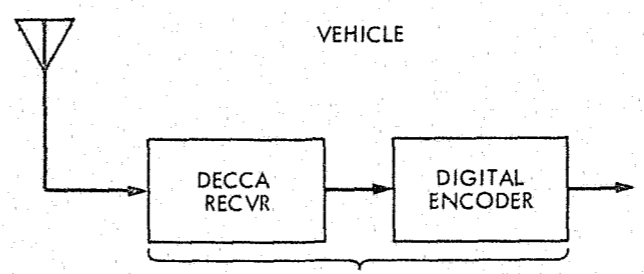 VEHICLE
DECCA
RECVR
DIGITAL
ENCODER